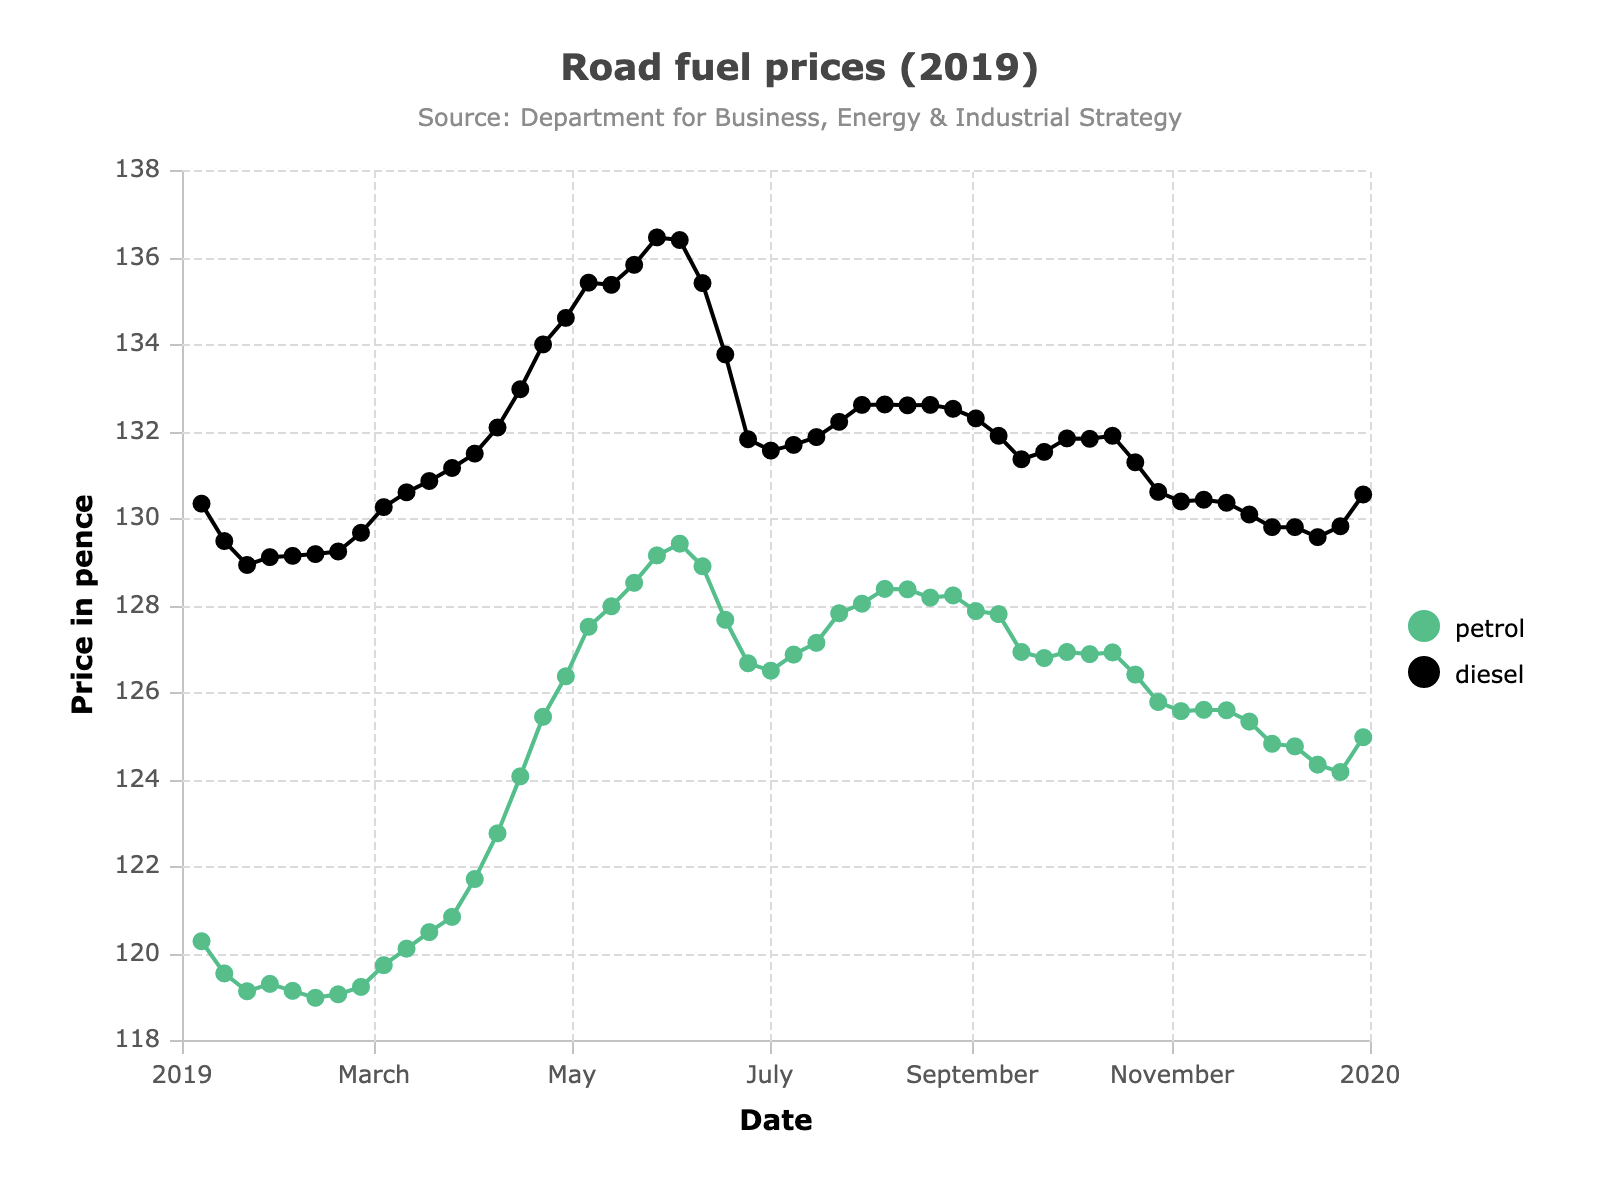 Road fuel prices (2019)
Source: Department for Business, Energy & Industrial Strategy
138
136
134
132
130
128
126
124
122
120
118
Price in pence
2019
March
May
July
September
November
2020
Date
petrol
diesel